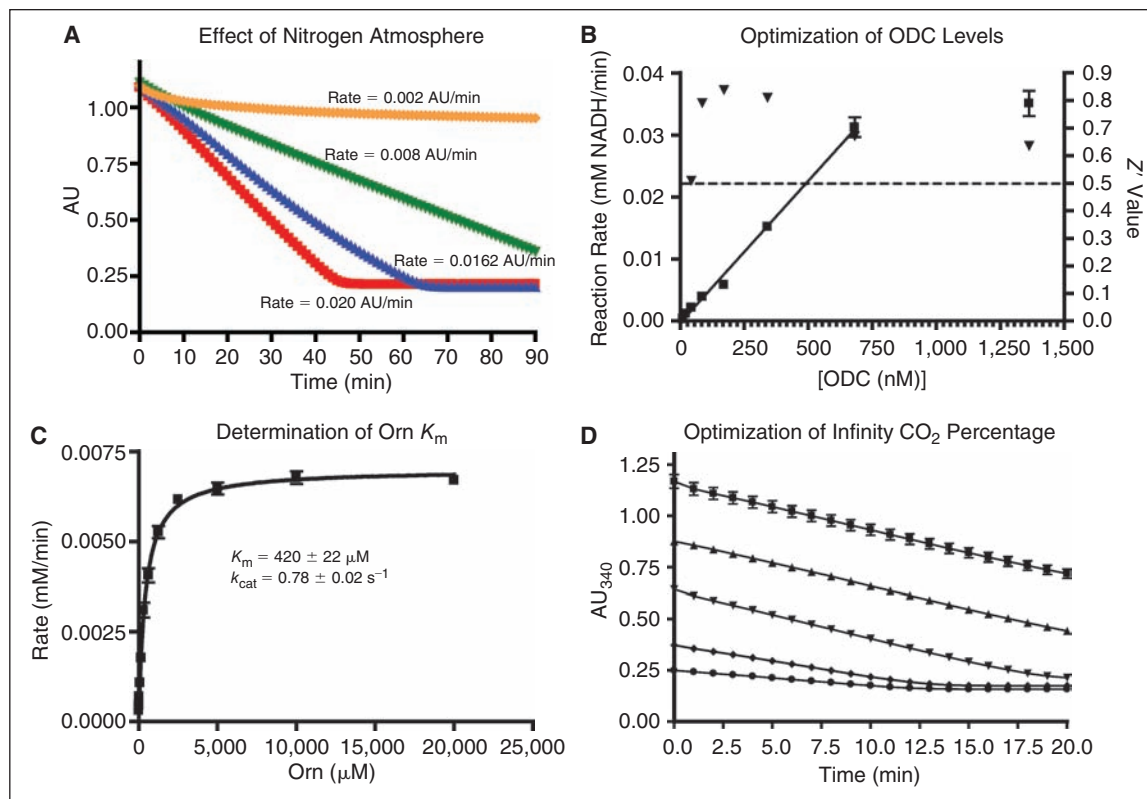 A
Effect of Nitrogen Atmosphere
AU
1.00
0.75
0.50
0.25
0.00
Rate = 0.002 AU/min
Rate = 0.008 AU/min
Rate = 0.0162 AU/min
Rate = 0.020 AU/min
0 10 20 30 40 50 60 70 80 90
Time (min)
B
Optimization of ODC Levels
Reaction Rate (mM NADH/min)
0.04
0.03
0.02
0.01
0.00
0.9
0.8
0.7
0.6
0.5
0.4
0.3
0.2
0.1
0.0
Z′ Value
0 250 500 750 1,000 1,250 1,500
[ODC (nM)]
C
Determination of Orn Km
Rate (mM/min)
0.0075
0.0050
0.0025
0.0000
Km = 420 ± 22 μM
kcat = 0.78 ± 0.02 s⁻¹
0 5,000 10,000 15,000 20,000 25,000
Orn (μM)
D
Optimization of Infinity CO₂ Percentage
AU₃₄₀
1.25
1.00
0.75
0.50
0.25
0.00
0.0 2.5 5.0 7.5 10.0 12.5 15.0 17.5 20.0
Time (min)